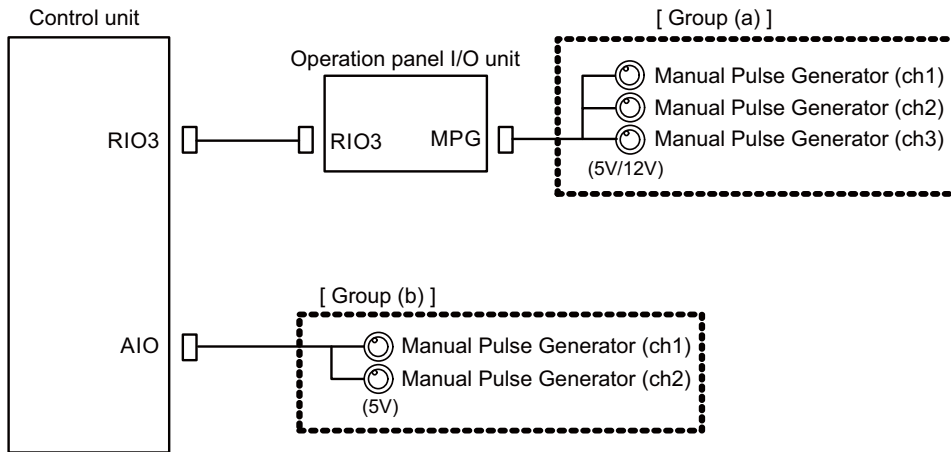 Control unit
[ Group (a) ]
Operation panel I/O unit
Manual Pulse Generator (ch1)
Manual Pulse Generator (ch2)
RIO3
RIO3
MPG
Manual Pulse Generator (ch3)
(5V/12V)
[ Group (b) ]
AIO
Manual Pulse Generator (ch1)
Manual Pulse Generator (ch2)
(5V)